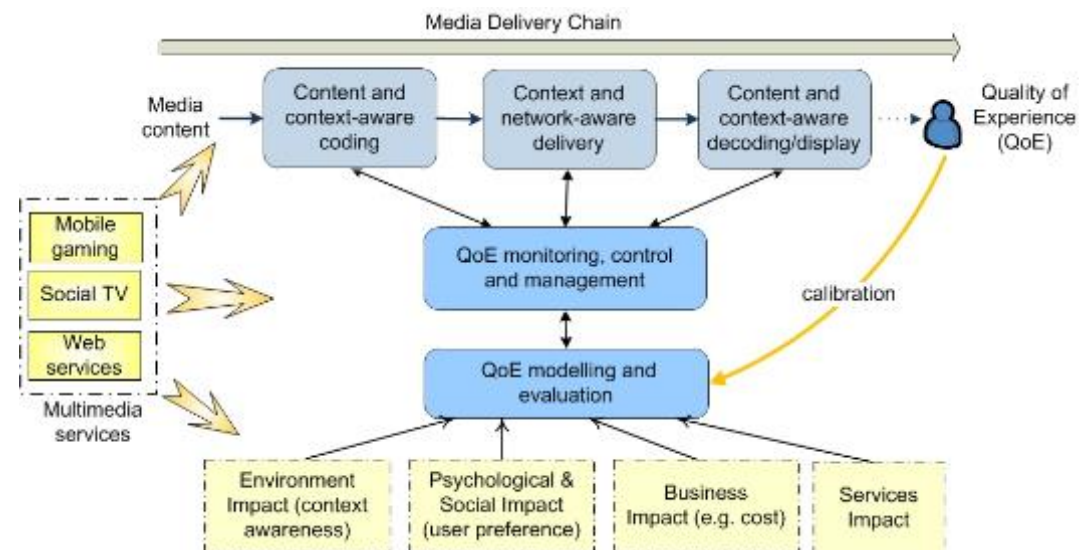 Media Delivery Chain
Media
content
Content and
context-aware
coding
Context and
network-aware
delivery
Content and
context-aware
decoding/display
Quality of
Experience
(QoE)
Mobile
gaming
Social TV
Web
services
Multimedia
services
QoE monitoring, control
and management
calibration
QoE modelling and
evaluation
Environment
Impact (context
awareness)
Psychological &
Social Impact
(user preference)
Business
Impact (e.g. cost)
Services
Impact